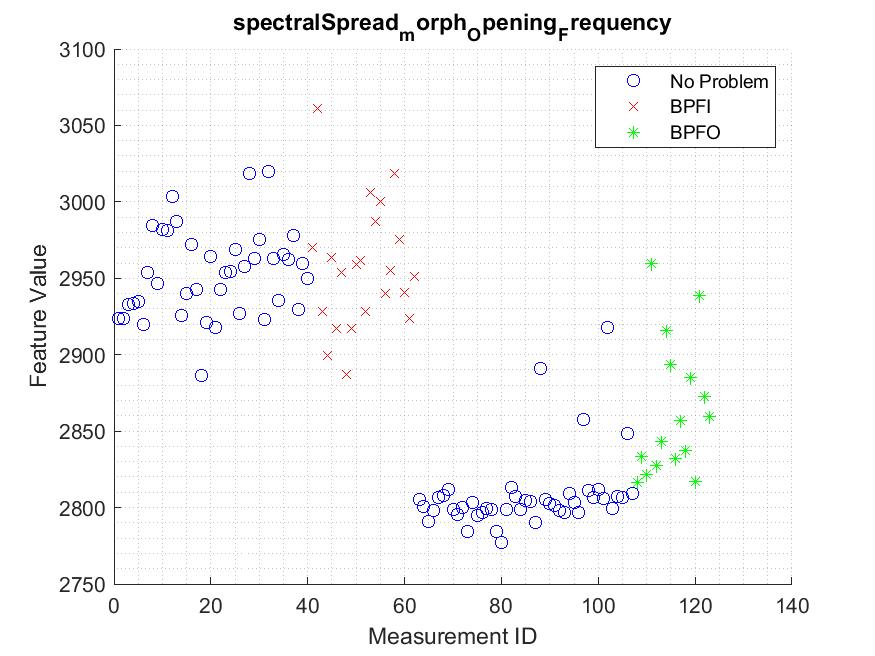 spectralSpread_morph_Opening_Frequency
3100
3050
3000
2950
2900
2850
2800
2750
Feature Value
No Problem
BPFI
BPFO
0 20 40 60 80 100 120 140
Measurement ID